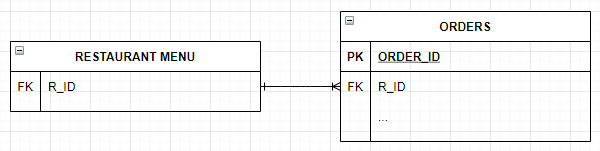 RESTAURANT MENU
FK R_ID
ORDERS
PK ORDER_ID
FK R_ID
...